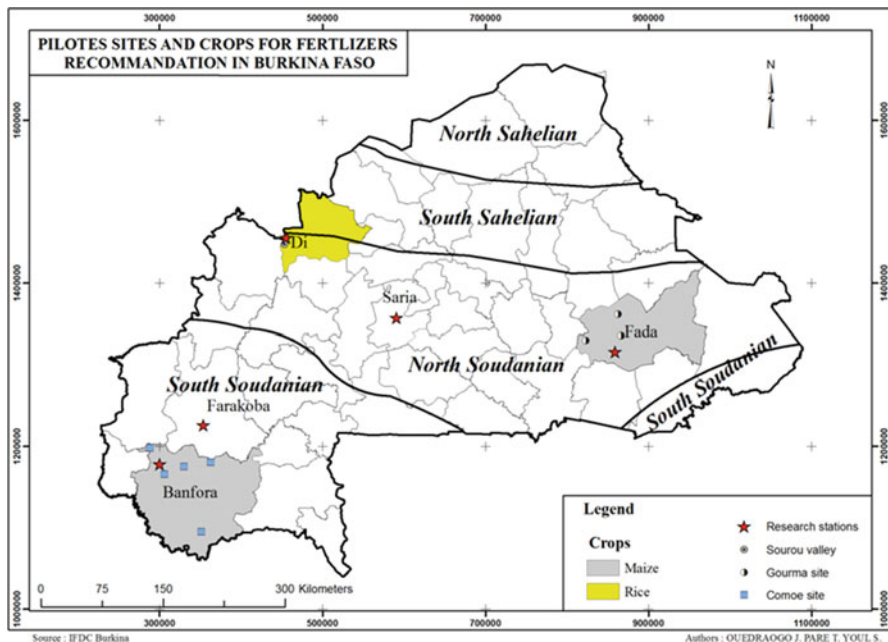 300000 500000 700000 900000 1100000
PILOTES SITES AND CROPS FOR FERTLIZERS
RECOMMANDATION IN BURKINA FASO
N
1600000 1600000
North Sahelian
South Sahelian
Di
1400000 1400000
Saria
Fada
North Soudanian
South Soudanian
South Soudanian
Farakoba
1200000 1200000
Banfora
Legend
Crops
Maize
Rice
Research stations
Sourou valley
Gourma site
Comoe site
0 75 150 300 Kilometers
1000000 1000000
300000 500000 700000 900000 1100000
Source : IFDC Burkina Authors : OUEDRAOGO J. PARE T. YOUL S.